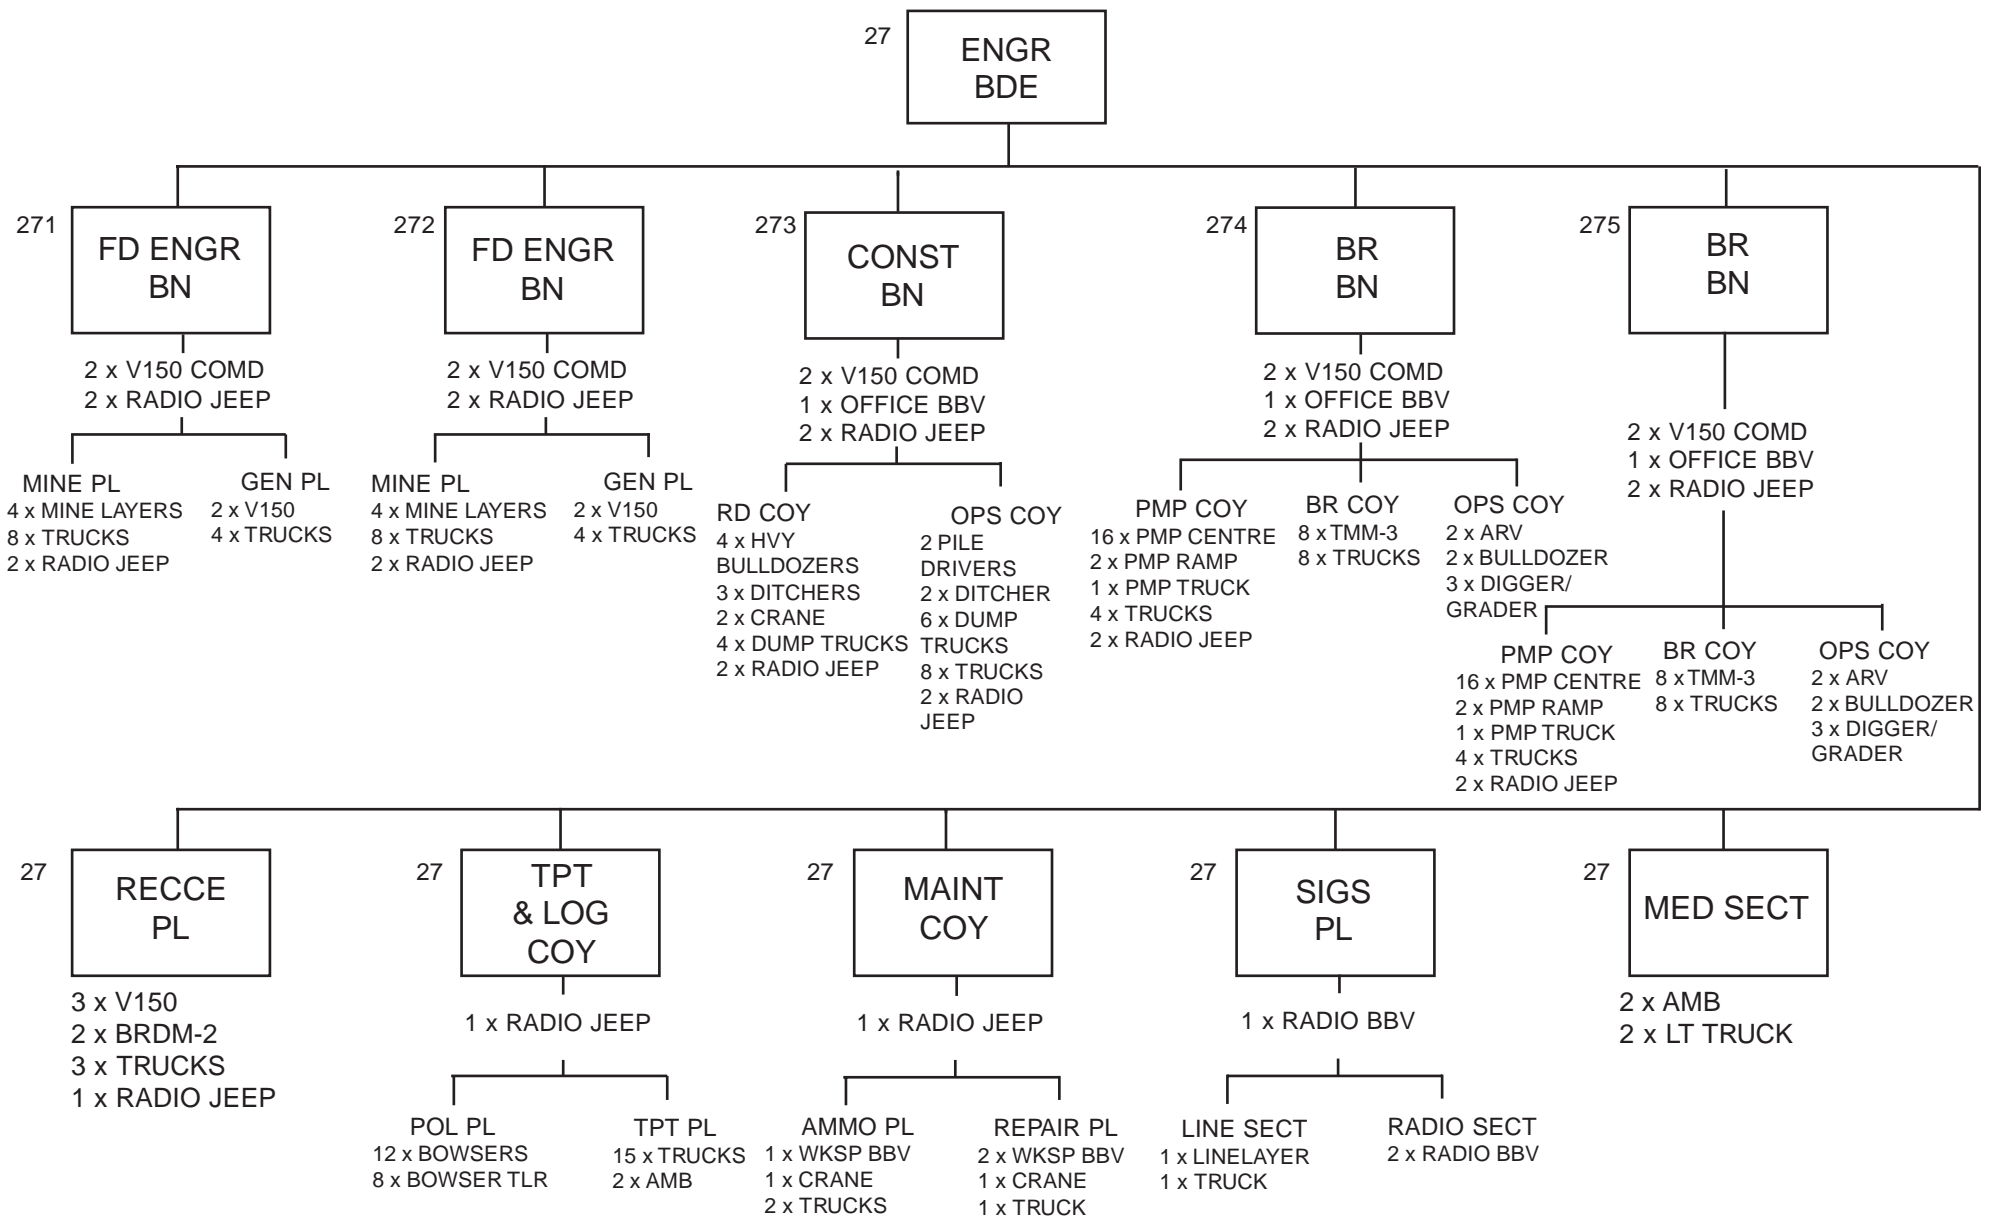 27
ENGR
BDE
271
FD ENGR
BN
2 x V150 COMD
2 x RADIO JEEP
MINE PL
4 x MINE LAYERS
8 x TRUCKS
2 x RADIO JEEP
GEN PL
2 x V150
4 x TRUCKS
272
FD ENGR
BN
2 x V150 COMD
2 x RADIO JEEP
MINE PL
4 x MINE LAYERS
8 x TRUCKS
2 x RADIO JEEP
GEN PL
2 x V150
4 x TRUCKS
273
CONST
BN
2 x V150 COMD
1 x OFFICE BBV
2 x RADIO JEEP
RD COY
4 x HVY
BULLDOZERS
3 x DITCHERS
2 x CRANE
4 x DUMP TRUCKS
2 x RADIO JEEP
OPS COY
2 PILE
DRIVERS
2 x DITCHER
6 x DUMP
TRUCKS
8 x TRUCKS
2 x RADIO
JEEP
274
BR
BN
2 x V150 COMD
1 x OFFICE BBV
2 x RADIO JEEP
PMP COY
16 x PMP CENTRE
2 x PMP RAMP
1 x PMP TRUCK
4 x TRUCKS
2 x RADIO JEEP
BR COY
8 x TMM-3
8 x TRUCKS
OPS COY
2 x ARV
2 x BULLDOZER
3 x DIGGER/
GRADER
275
BR
BN
2 x V150 COMD
1 x OFFICE BBV
2 x RADIO JEEP
PMP COY
16 x PMP CENTRE
2 x PMP RAMP
1 x PMP TRUCK
4 x TRUCKS
2 x RADIO JEEP
BR COY
8 x TMM-3
8 x TRUCKS
OPS COY
2 x ARV
2 x BULLDOZER
3 x DIGGER/
GRADER
27
RECCE
PL
3 x V150
2 x BRDM-2
3 x TRUCKS
1 x RADIO JEEP
27
TPT
& LOG
COY
1 x RADIO JEEP
POL PL
12 x BOWSERS
8 x BOWSER TLR
TPT PL
15 x TRUCKS
2 x AMB
27
MAINT
COY
1 x RADIO JEEP
AMMO PL
1 x WKSP BBV
1 x CRANE
2 x TRUCKS
REPAIR PL
2 x WKSP BBV
1 x CRANE
1 x TRUCK
27
SIGS
PL
1 x RADIO BBV
LINE SECT
1 x LINELAYER
1 x TRUCK
RADIO SECT
2 x RADIO BBV
27
MED SECT
2 x AMB
2 x LT TRUCK